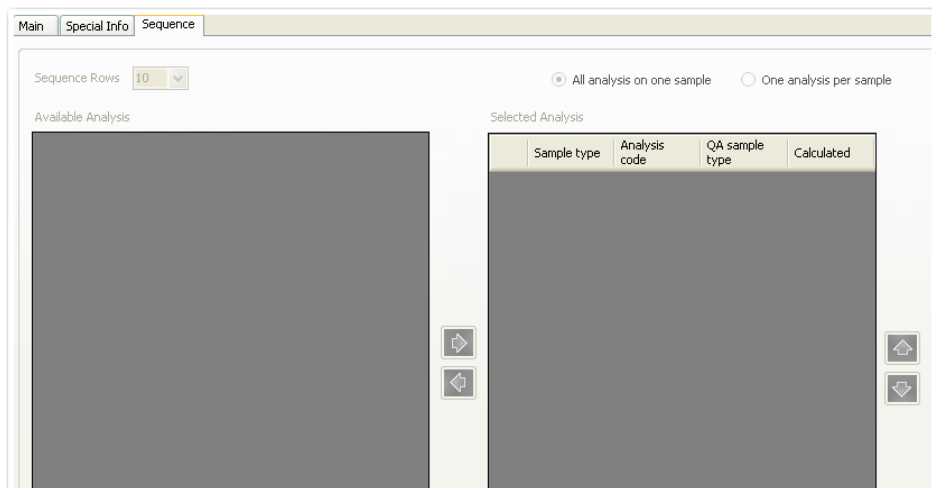 Main Special Info Sequence
Sequence Rows 10 All analysis on one sample One analysis per sample
Available Analysis Selected Analysis
Sample type Analysis code QA sample type Calculated